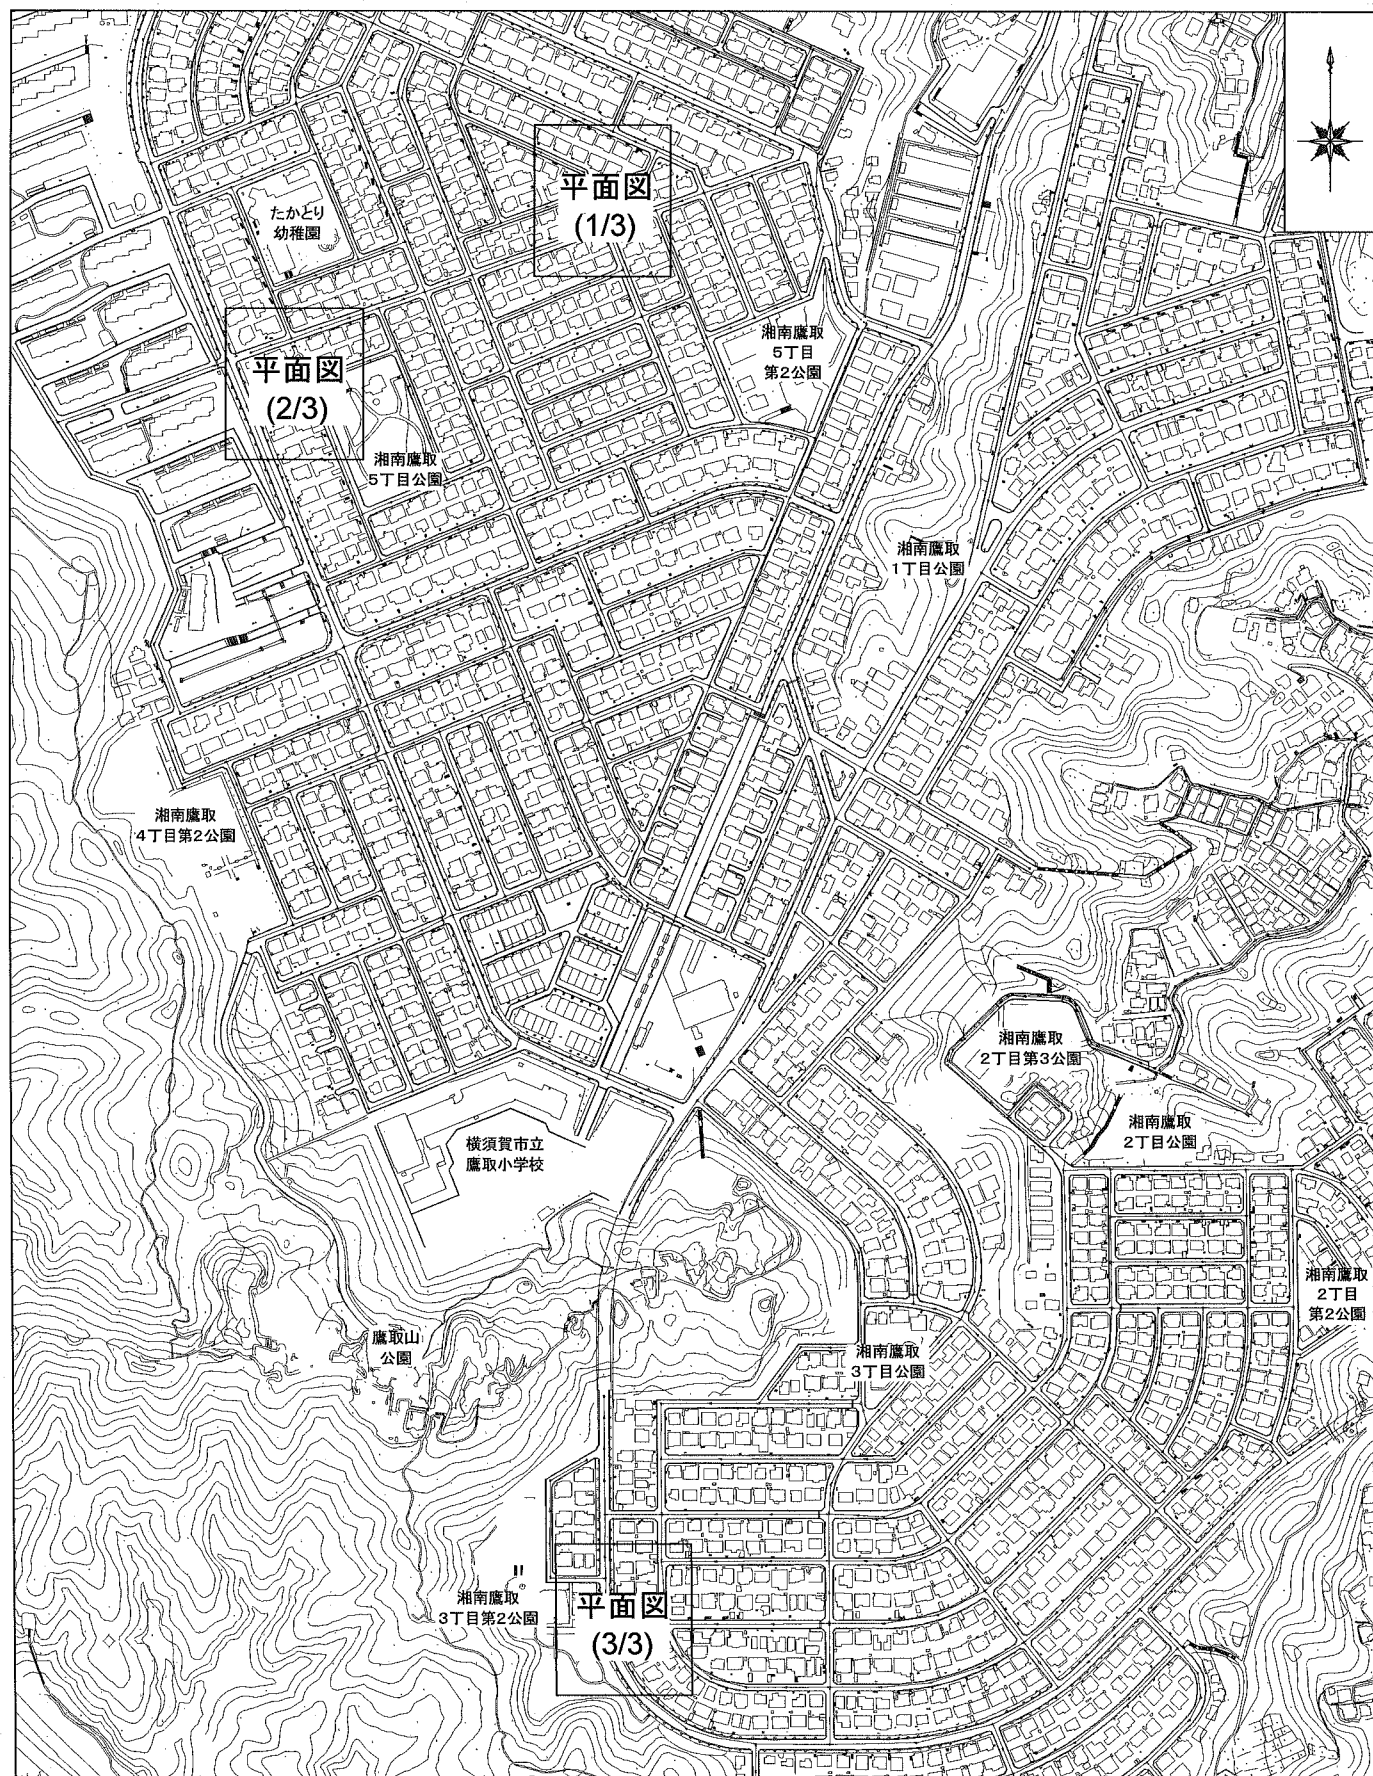 平面図
(1/3)
たかとり
幼稚園
平面図
(2/3)
湘南鷹取
5丁目
第2公園
湘南鷹取
5丁目公園
湘南鷹取
1丁目公園
湘南鷹取
4丁目第2公園
湘南鷹取
2丁目第3公園
湘南鷹取
2丁目公園
横須賀市立
鷹取小学校
湘南鷹取
2丁目
第2公園
鷹取山
公園
湘南鷹取
3丁目公園
湘南鷹取
3丁目第2公園
平面図
(3/3)